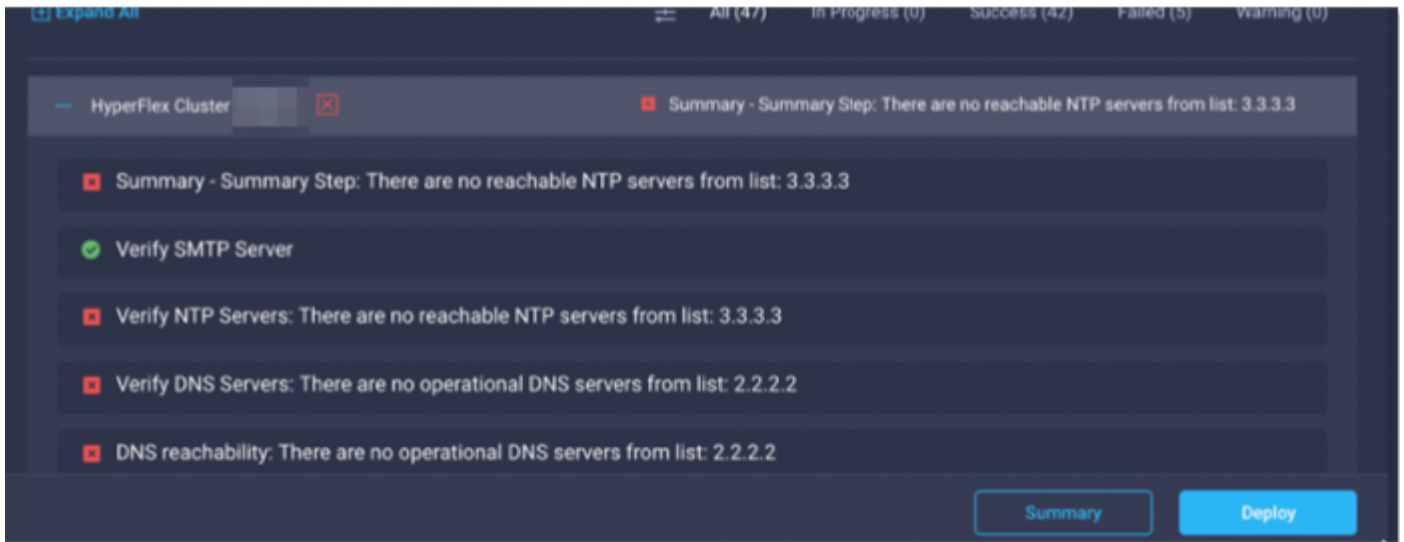 Expand All
All (47) In Progress (0) Success (42) Failed (5) Warning (0)
HyperFlex Cluster
Summary - Summary Step: There are no reachable NTP servers from list: 3.3.3.3
Summary - Summary Step: There are no reachable NTP servers from list: 3.3.3.3
Verify SMTP Server
Verify NTP Servers: There are no reachable NTP servers from list: 3.3.3.3
Verify DNS Servers: There are no operational DNS servers from list: 2.2.2.2
DNS reachability: There are no operational DNS servers from list: 2.2.2.2
Summary
Deploy